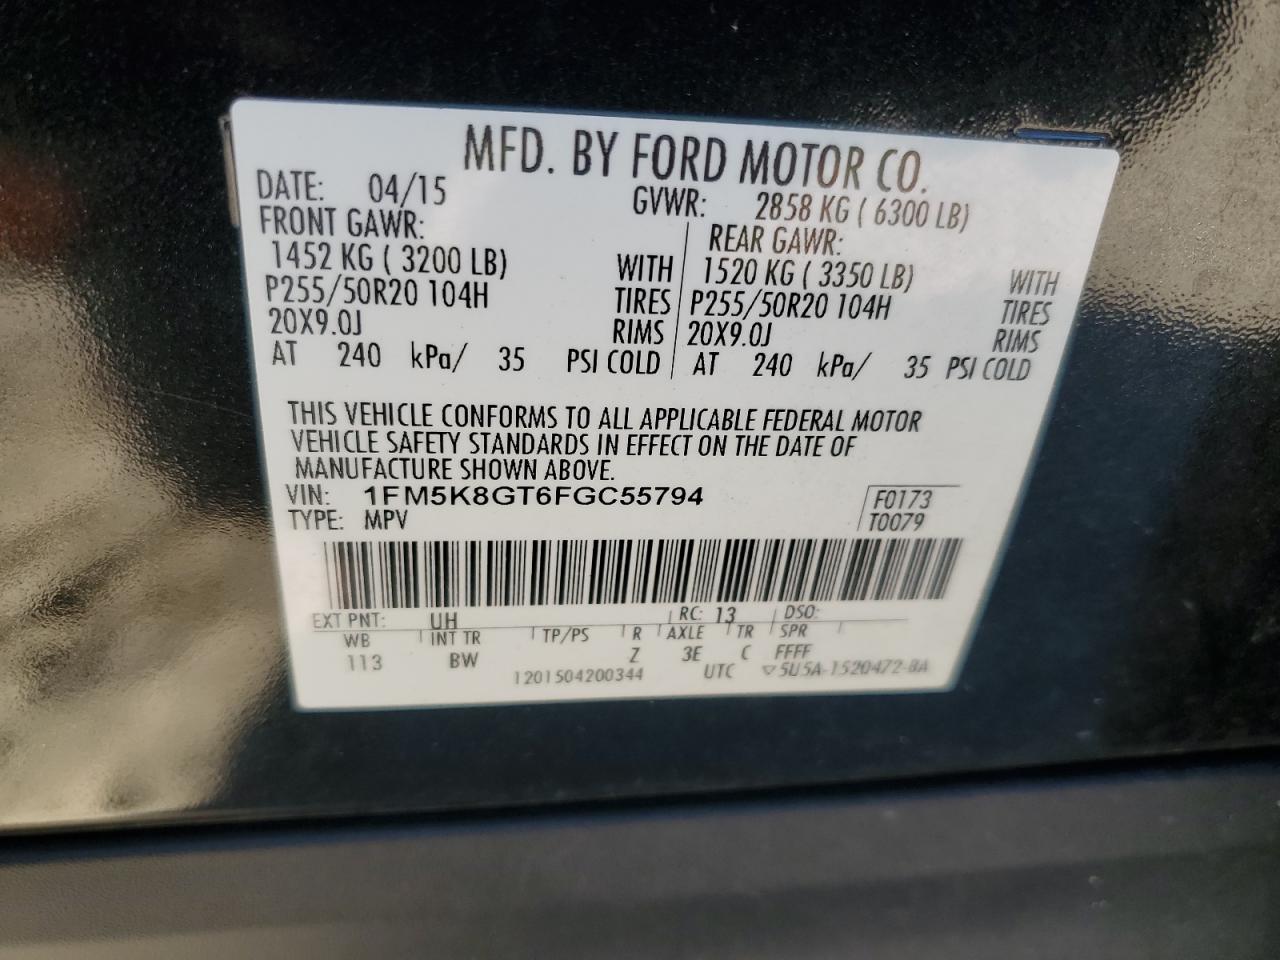 MFD. BY FORD MOTOR CO.
DATE: 04/15 GVWR: 2858 KG ( 6300 LB)
FRONT GAWR: REAR GAWR:
1452 KG ( 3200 LB) WITH 1520 KG ( 3350 LB) WITH
P255/50R20 104H TIRES P255/50R20 104H TIRES
20X9.0J RIMS 20X9.0J RIMS
AT 240 kPa/ 35 PSI COLD AT 240 kPa/ 35 PSI COLD
THIS VEHICLE CONFORMS TO ALL APPLICABLE FEDERAL MOTOR
VEHICLE SAFETY STANDARDS IN EFFECT ON THE DATE OF
MANUFACTURE SHOWN ABOVE.
VIN: 1FM5K8GT6FGC55794 F0173
TYPE: MPV T0079
EXT PNT: UH RC: 13 DSO:
WB INT TR TP/PS R AXLE TR SPR
113 BW Z 3E C FFFF
1201504200344 UTC ▽5U5A-1520472-BA